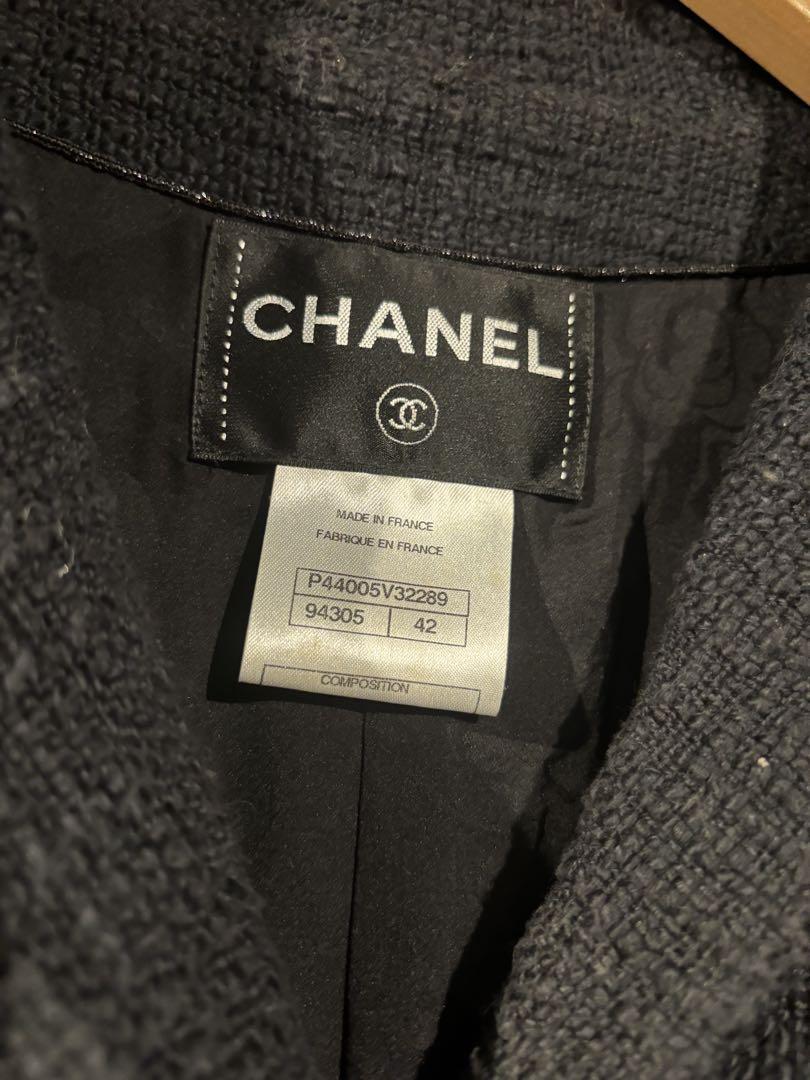 CHANEL
MADE IN FRANCE
FABRIQUE EN FRANCE
P44005V32289
94305 42
COMPOSITION